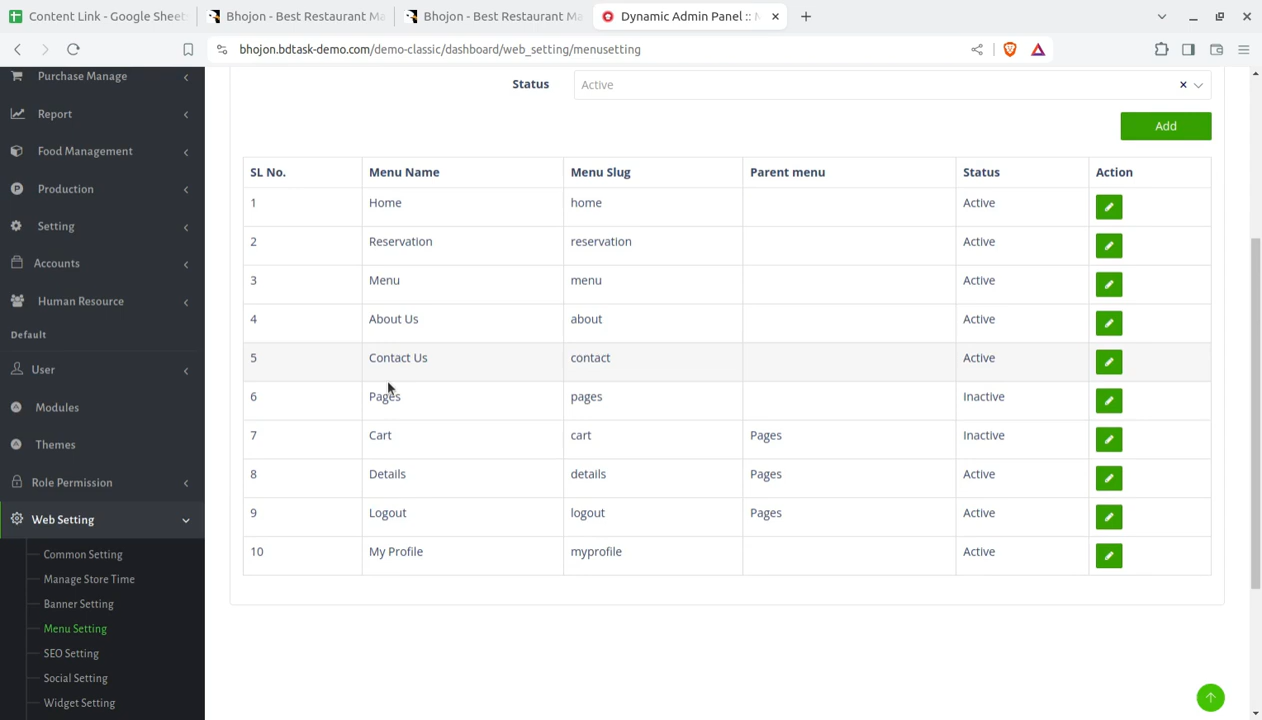 Content Link - Google Sheet
Bhojon - Best Restaurant Ma
Bhojon - Best Restaurant Ma
Dynamic Admin Panel ::
bhojon.bdtask-demo.com/demo-classic/dashboard/web_setting/menusetting
Purchase Manage
Report
Food Management
Production
Setting
Accounts
Human Resource
Default
User
Modules
Themes
Role Permission
Web Setting
Common Setting
Manage Store Time
Banner Setting
Menu Setting
SEO Setting
Social Setting
Widget Setting
Status Active
Add
SL No. Menu Name Menu Slug Parent menu Status Action
1 Home home Active
2 Reservation reservation Active
3 Menu menu Active
4 About Us about Active
5 Contact Us contact Active
6 Pages pages Inactive
7 Cart cart Pages Inactive
8 Details details Pages Active
9 Logout logout Pages Active
10 My Profile myprofile Active